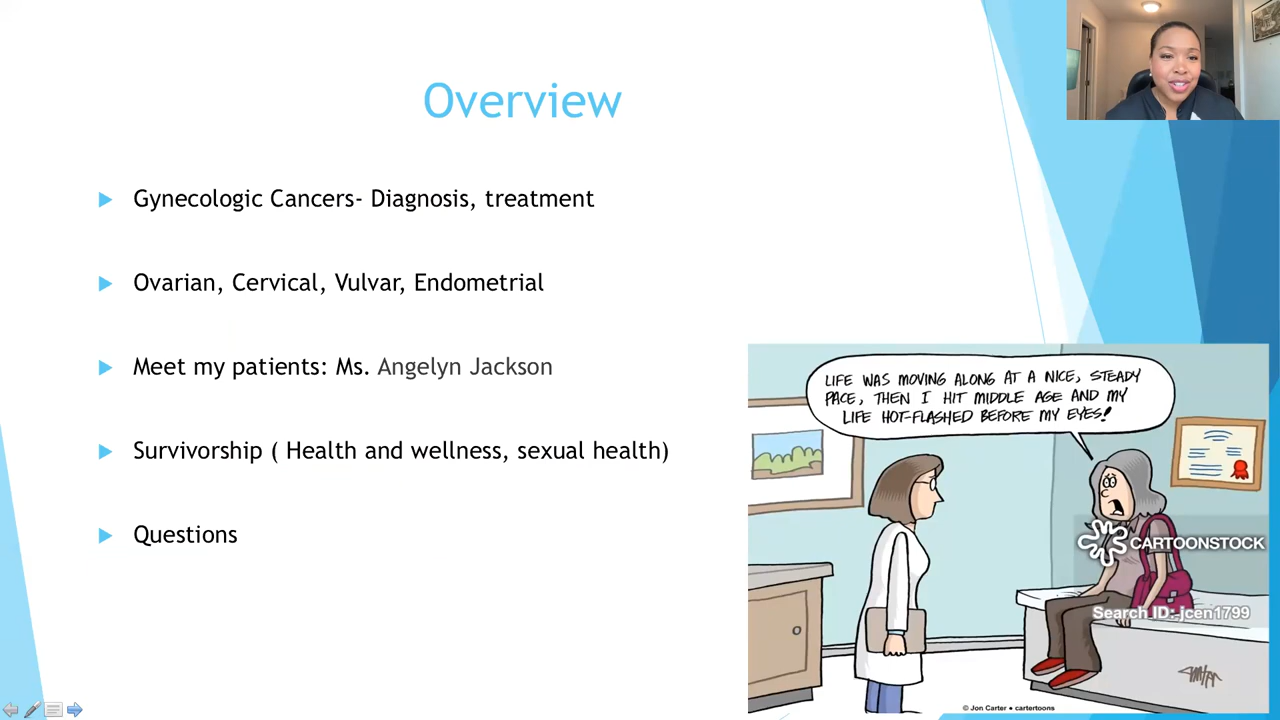 Overview
Gynecologic Cancers- Diagnosis, treatment
Ovarian, Cervical, Vulvar, Endometrial
Meet my patients: Ms. Angelyn Jackson
Survivorship ( Health and wellness, sexual health)
Questions
LIFE WAS MOVING ALONG AT A NICE, STEADY
PACE, THEN I HIT MIDDLE AGE AND MY
LIFE HOT-FLASHED BEFORE MY EYES!
CARTOONSTOCK
Search ID: jcen1799
© Jon Carter • cartertoons